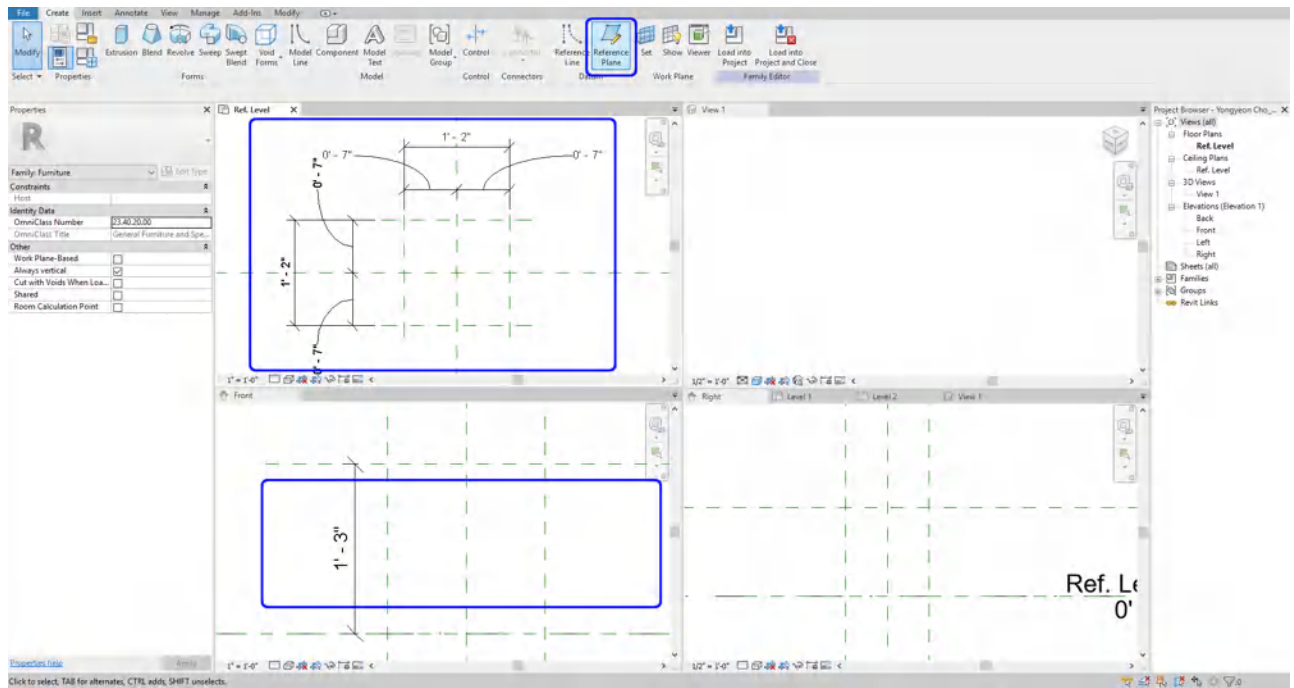 File Create Insert Annotate View Manage Add-Ins Modify
Modify Extrusion Blend Revolve Sweep Swept Blend Void Forms Model Line Component Model Text Model Group Control Reference Line Reference Plane Set Show Viewer Load into Project Load into Project and Close
Select Properties Forms Model Control Connectors Datum Work Plane Family Editor
Properties X
Family: Furniture Edit Type
Constraints
Host
Identity Data
OmniClass Number 23.40.20.00
OmniClass Title General Furniture and Spe...
Other
Work Plane-Based
Always vertical
Cut with Voids When Loa...
Shared
Room Calculation Point
Properties help Apply
Ref. Level X
1' - 2"
0' - 7" 0' - 7"
0' - 7"
1' - 2"
0' - 7"
1" = 1'-0"
View 1
1/2" = 1'-0"
Front
1' - 3"
1" = 1'-0"
Right Level 1 Level 2 View 1
Ref. Le
0'
1/2" = 1'-0"
Project Browser - Yongyeon Cho_... X
Views (all)
Floor Plans
Ref. Level
Ceiling Plans
Ref. Level
3D Views
View 1
Elevations (Elevation 1)
Back
Front
Left
Right
Sheets (all)
Families
Groups
Revit Links
Click to select, TAB for alternates, CTRL adds, SHIFT unselects.
:0